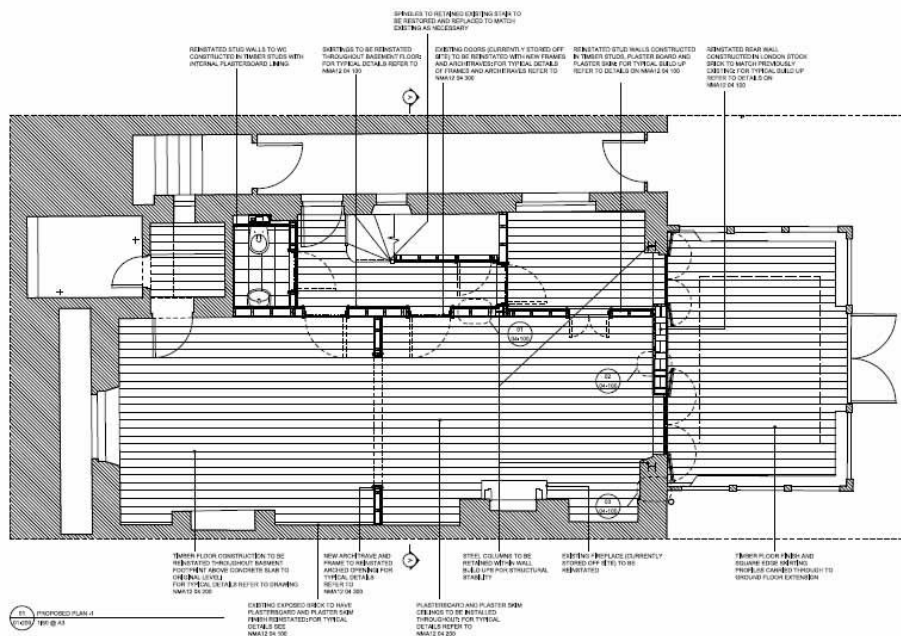 SPINDLES TO RETAINED EXISTING STAIR TO
BE RESTORED AND REPLACED TO MATCH
EXISTING AS NECESSARY
REINSTATED STUD WALLS TO WC
CONSTRUCTED IN TIMBER STUDS WITH
INTERNAL PLASTERBOARD LINING
SKIRTINGS TO BE REINSTATED
THROUGHOUT BASEMENT FLOOR; FOR TYPICAL DETAILS REFER TO
NMA12 04 100
EXISTING DOORS (CURRENTLY STORED OFF
SITE) TO BE REINSTATED WITH NEW FRAMES
AND ARCHITRAVES; FOR TYPICAL DETAILS
OF FRAMES AND ARCHITRAVES REFER TO
NMA12 04 300
REINSTATED STUD WALLS CONSTRUCTED
IN TIMBER STUDS, PLASTER BOARD AND
PLASTER SKIM; FOR TYPICAL BUILD UP
REFER TO DETAILS ON NMA12 04 100
REINSTATED REAR WALL
CONSTRUCTED IN LONDON STOCK
BRICK TO MATCH PREVIOUSLY
EXISTING; FOR TYPICAL BUILD UP
REFER TO DETAILS ON
NMA12 04 100
A
01
04-100
02
04-100
03
04-100
A
TIMBER FLOOR CONSTRUCTION TO BE
REINSTATED THROUGHOUT BASMENT
FOOTPRINT ABOVE CONCRETE SLAB TO
ORIGINAL LEVEL;
FOR TYPICAL DETAILS REFER TO DRAWING
NMA12 04 200
NEW ARCHITRAVE AND
FRAME TO REINSTATED
ARCHED OPENING; FOR
TYPICAL DETAILS
REFER TO
NMA12 04 300
STEEL COLUMNS TO BE
RETAINED WITHIN WALL
BUILD UPS FOR STRUCTURAL
STABILITY
EXISTING FIREPLACE (CURRENTLY
STORED OFF SITE) TO BE
REINSTATED
TIMBER FLOOR FINISH AND
SQUARE EDGE SKIRTING
PROFILES CARRIED THROUGH TO
GROUND FLOOR EXTENSION
EXISTING EXPOSED BRICK TO HAVE
PLASTERBOARD AND PLASTER SKIM
FINISH REINSTATED; FOR TYPICAL
DETAILS SEE
NMA12 04 100
PLASTERBOARD AND PLASTER SKIM
CEILINGS TO BE INSTALLED
THROUGHOUT; FOR TYPICAL
DETAILS REFER TO
NMA12 04 200
01
PROPOSED PLAN -1
1:50 @ A3